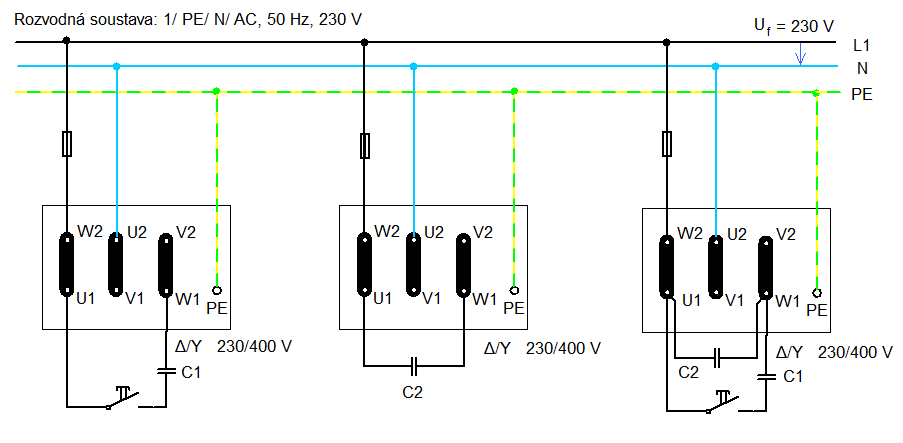 Rozvodná soustava: 1/ PE/ N/ AC, 50 Hz, 230 V
Uf = 230 V
L1
N
PE
W2 U2 V2
U1 V1 W1
PE
Δ/Y 230/400 V
C1
W2 U2 V2
U1 V1 W1
PE
Δ/Y 230/400 V
C2
W2 U2 V2
U1 V1 W1
PE
Δ/Y 230/400 V
C2
C1